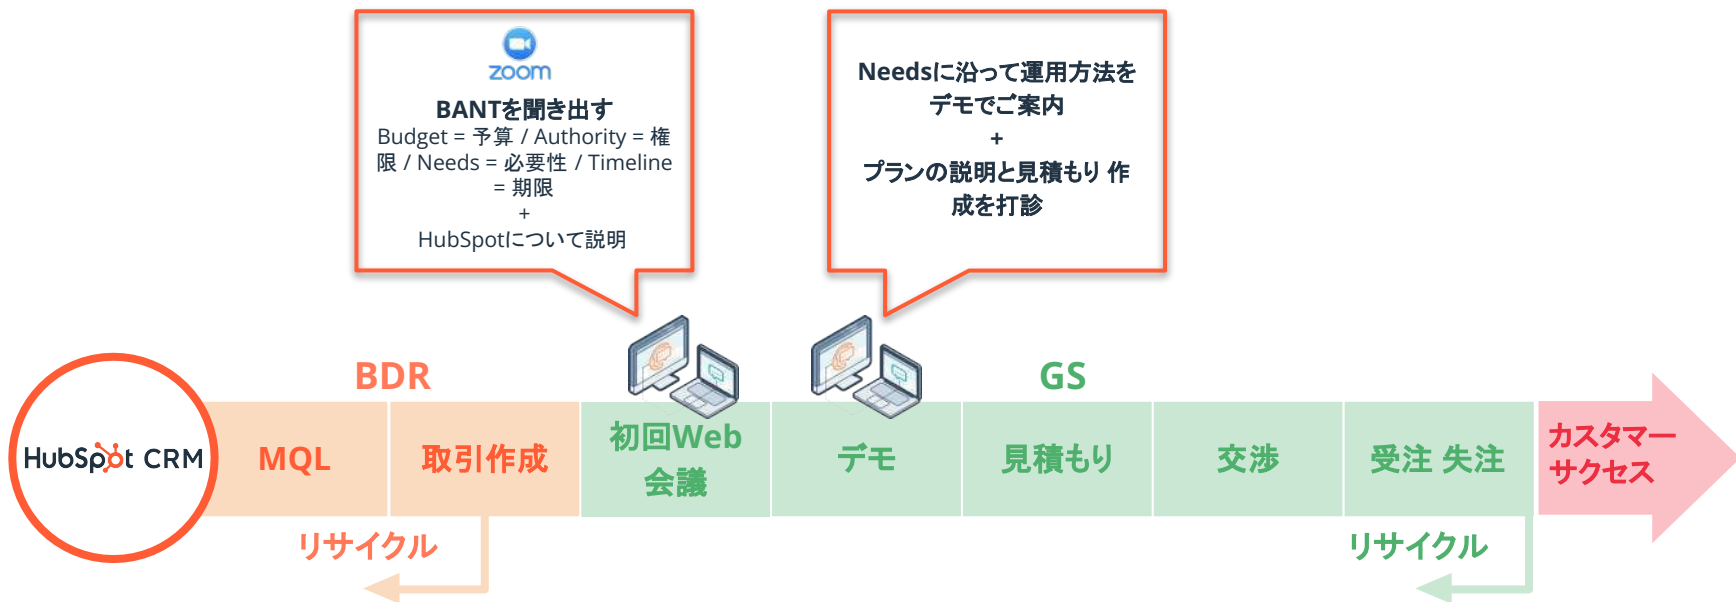 zoom
BANTを聞き出す
Budget = 予算 / Authority = 権
限 / Needs = 必要性 / Timeline
= 期限
+
HubSpotについて説明
Needsに沿って運用方法を
デモでご案内
+
プランの説明と見積もり 作
成を打診
BDR
GS
HubSpot CRM
MQL
取引作成
初回Web
会議
デモ
見積もり
交渉
受注 失注
カスタマー
サクセス
リサイクル
リサイクル